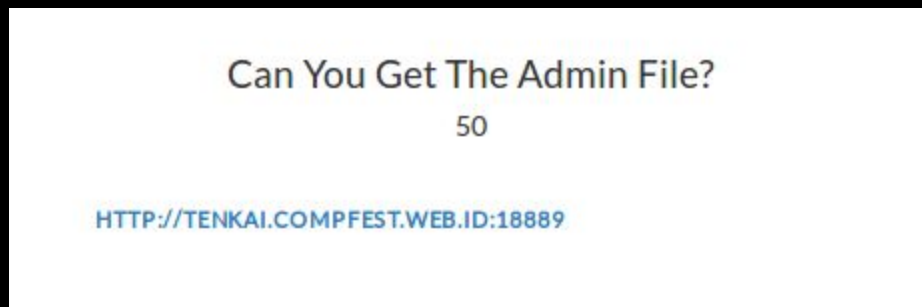 Can You Get The Admin File?
50
HTTP://TENKAI.COMPFEST.WEB.ID:18889